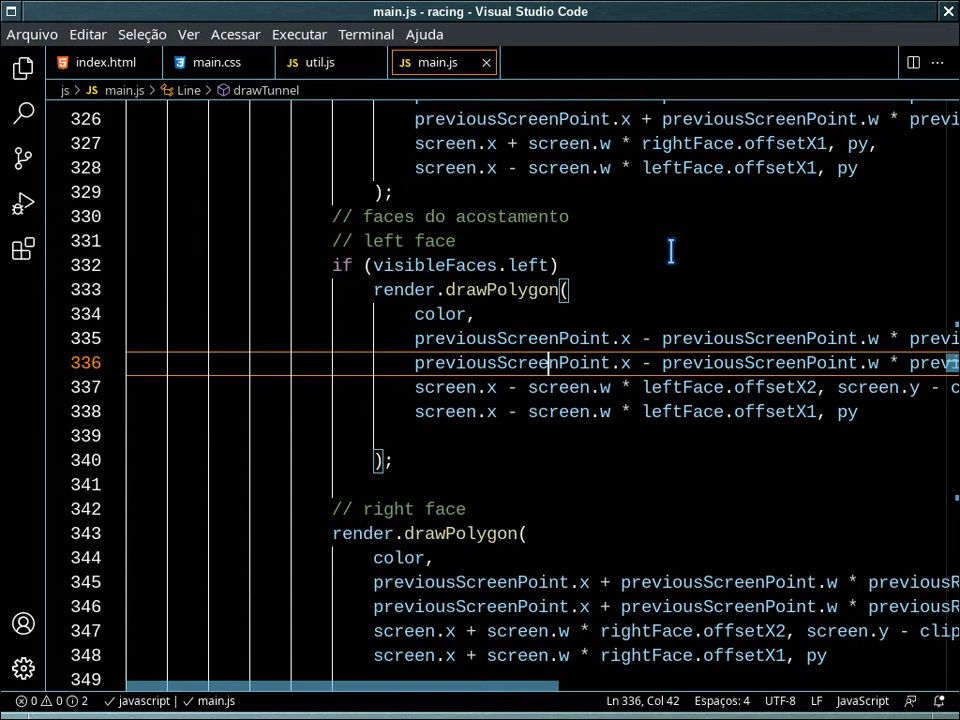 main.js - racing - Visual Studio Code
Arquivo Editar Seleção Ver Acessar Executar Terminal Ajuda
index.html main.css JS util.js JS main.js
js > JS main.js > Line > drawTunnel
326 previousScreenPoint.x + previousScreenPoint.w * previ
327 screen.x + screen.w * rightFace.offsetX1, py,
328 screen.x - screen.w * leftFace.offsetX1, py
329 );
330 // faces do acostamento
331 // left face
332 if (visibleFaces.left)
333 render.drawPolygon(
334 color,
335 previousScreenPoint.x - previousScreenPoint.w * previ
336 previousScreenPoint.x - previousScreenPoint.w * previ
337 screen.x - screen.w * leftFace.offsetX2, screen.y - c
338 screen.x - screen.w * leftFace.offsetX1, py
339
340 );
341
342 // right face
343 render.drawPolygon(
344 color,
345 previousScreenPoint.x + previousScreenPoint.w * previousR
346 previousScreenPoint.x + previousScreenPoint.w * previousR
347 screen.x + screen.w * rightFace.offsetX2, screen.y - clip
348 screen.x + screen.w * rightFace.offsetX1, py
349
0 0 2 javascript | main.js Ln 336, Col 42 Espaços: 4 UTF-8 LF JavaScript